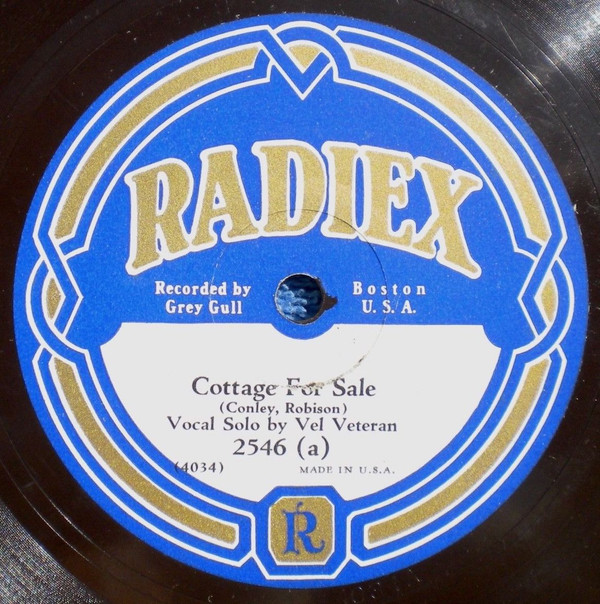 RADIEX
Recorded by
Grey Gull
Boston
U. S. A.
Cottage For Sale
(Conley, Robison)
Vocal Solo by Vel Veteran
2546 (a)
(4034)
MADE IN U.S.A.
R